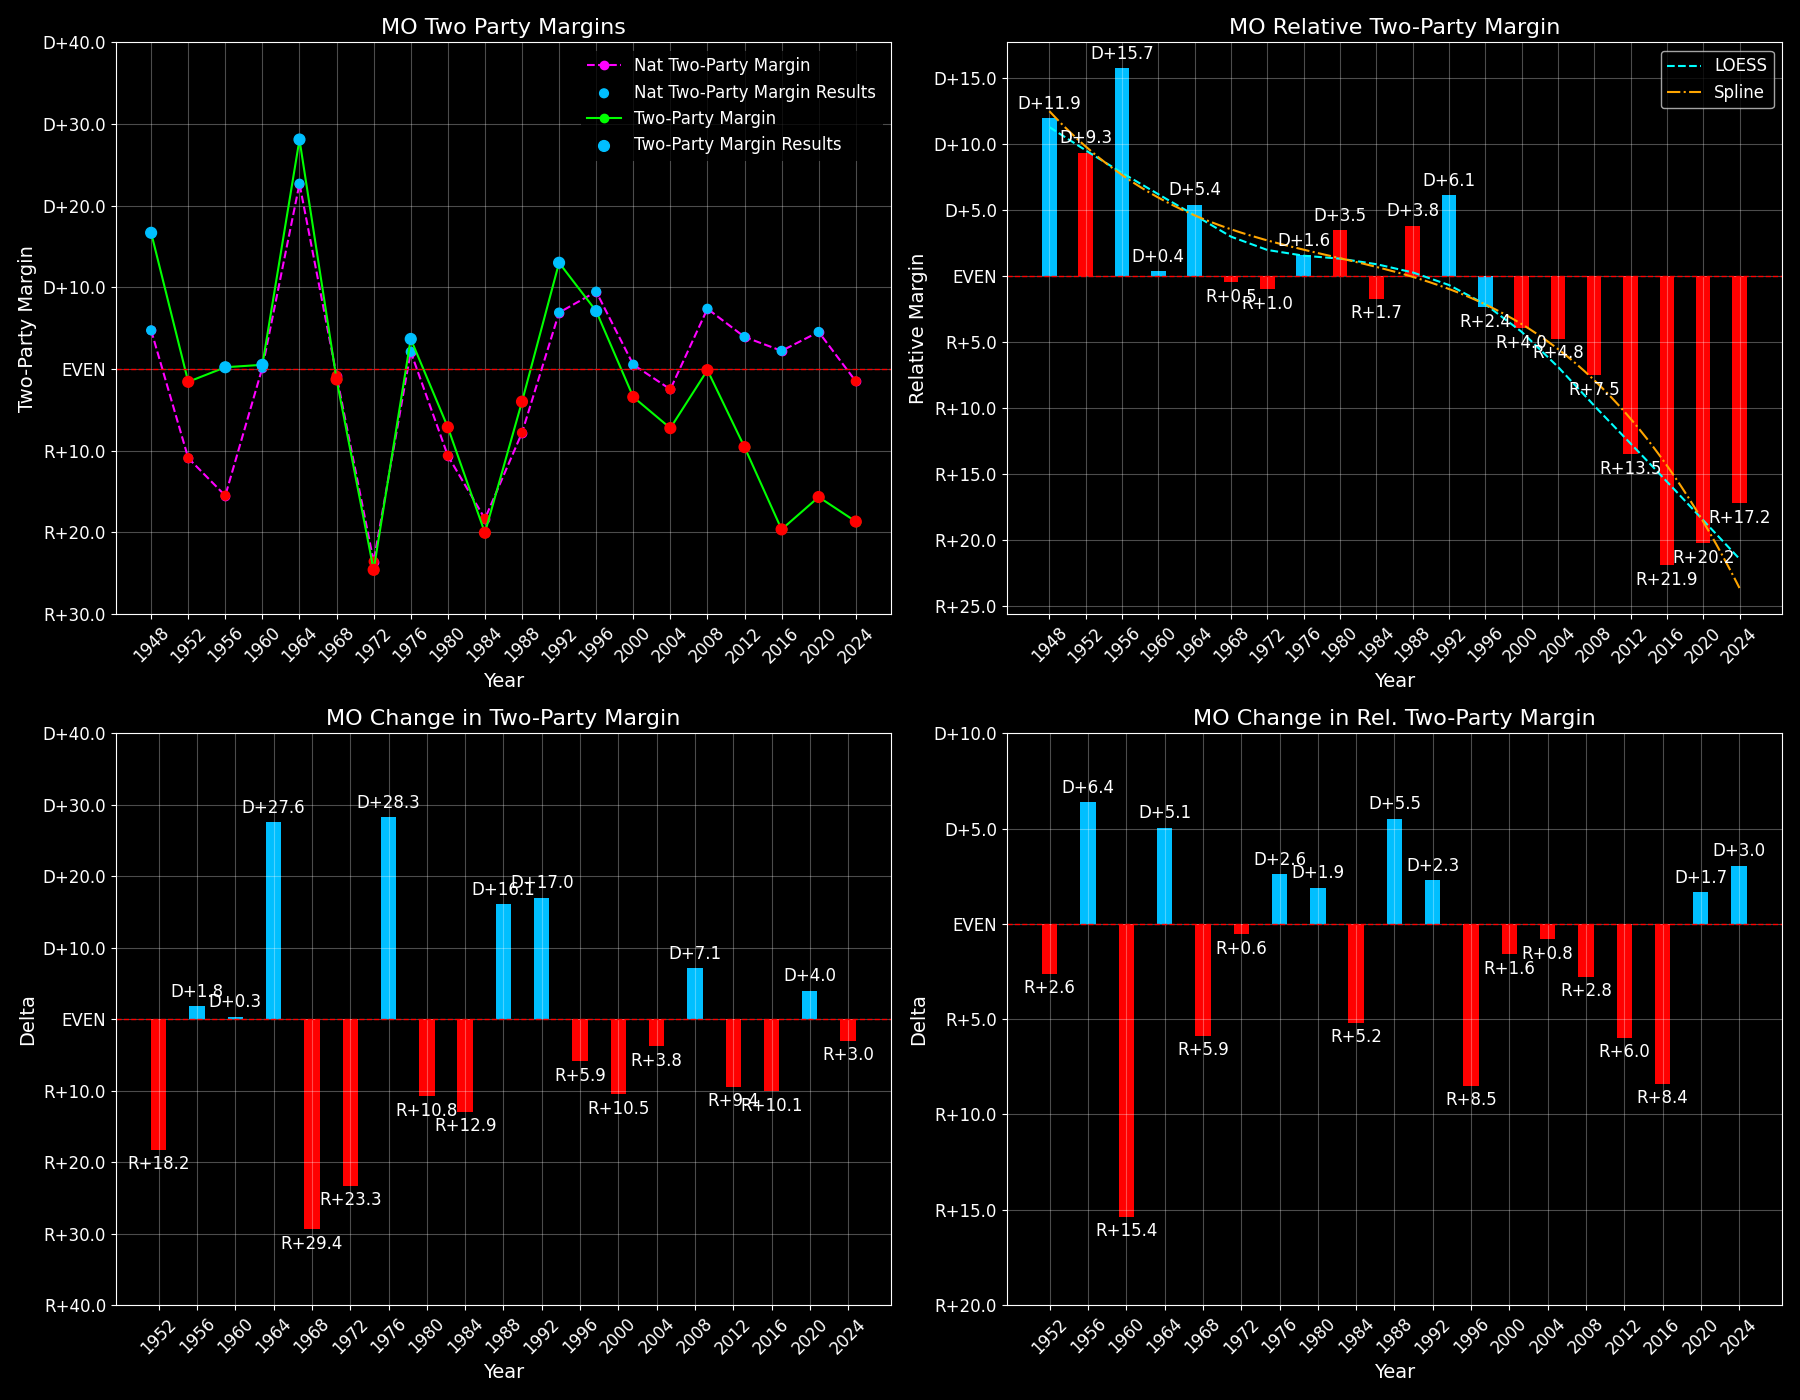 MO Two Party Margins
D+40.0
D+30.0
D+20.0
D+10.0
EVEN
R+10.0
R+20.0
R+30.0
Two-Party Margin
Nat Two-Party Margin
Nat Two-Party Margin Results
Two-Party Margin
Two-Party Margin Results
1948 1952 1956 1960 1964 1968 1972 1976 1980 1984 1988 1992 1996 2000 2004 2008 2012 2016 2020 2024
Year
MO Relative Two-Party Margin
D+15.0
D+10.0
D+5.0
EVEN
R+5.0
R+10.0
R+15.0
R+20.0
R+25.0
Relative Margin
LOESS
Spline
D+11.9
D+9.3
D+15.7
D+0.4
D+5.4
R+0.5
R+1.0
D+1.6
D+3.5
R+1.7
D+3.8
D+6.1
R+2.4
R+4.0
R+4.8
R+7.5
R+13.5
R+21.9
R+20.2
R+17.2
1948 1952 1956 1960 1964 1968 1972 1976 1980 1984 1988 1992 1996 2000 2004 2008 2012 2016 2020 2024
Year
MO Change in Two-Party Margin
D+40.0
D+30.0
D+20.0
D+10.0
EVEN
R+10.0
R+20.0
R+30.0
R+40.0
Delta
R+18.2
D+1.8
D+0.3
D+27.6
R+29.4
R+23.3
D+28.3
R+10.8
R+12.9
D+16.1
D+17.0
R+5.9
R+10.5
R+3.8
D+7.1
R+9.4
R+10.1
D+4.0
R+3.0
1952 1956 1960 1964 1968 1972 1976 1980 1984 1988 1992 1996 2000 2004 2008 2012 2016 2020 2024
Year
MO Change in Rel. Two-Party Margin
D+10.0
D+5.0
EVEN
R+5.0
R+10.0
R+15.0
R+20.0
Delta
R+2.6
D+6.4
R+15.4
D+5.1
R+5.9
R+0.6
D+2.6
D+1.9
R+5.2
D+5.5
D+2.3
R+8.5
R+1.6
R+0.8
R+2.8
R+6.0
R+8.4
D+1.7
D+3.0
1952 1956 1960 1964 1968 1972 1976 1980 1984 1988 1992 1996 2000 2004 2008 2012 2016 2020 2024
Year